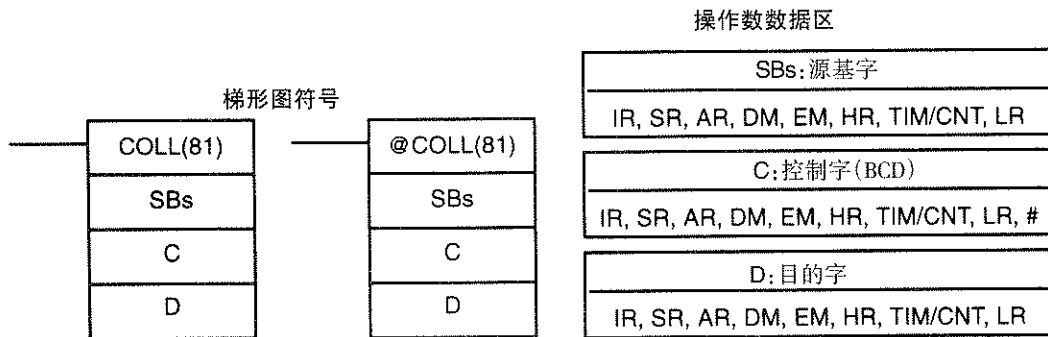 操作数数据区
梯形图符号
COLL(81)
SBs
C
D
@COLL(81)
SBs
C
D
SBs:源基字
IR, SR, AR, DM, EM, HR, TIM/CNT, LR
C:控制字(BCD)
IR, SR, AR, DM, EM, HR, TIM/CNT, LR, #
D:目的字
IR, SR, AR, DM, EM, HR, TIM/CNT, LR